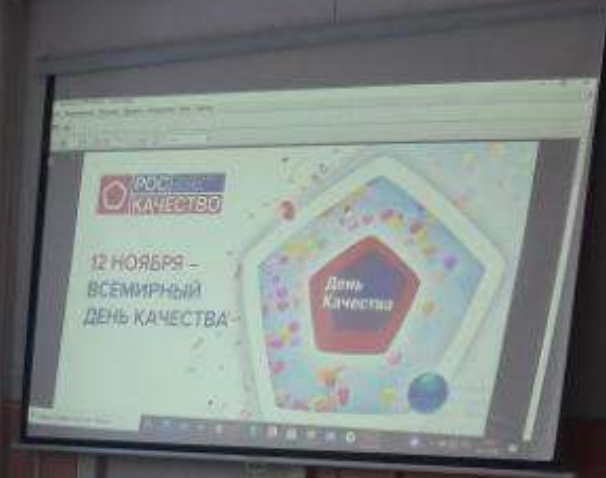 РОС
КАЧЕСТВО
12 НОЯБРЯ –
ВСЕМИРНЫЙ
ДЕНЬ КАЧЕСТВА
День
Качества